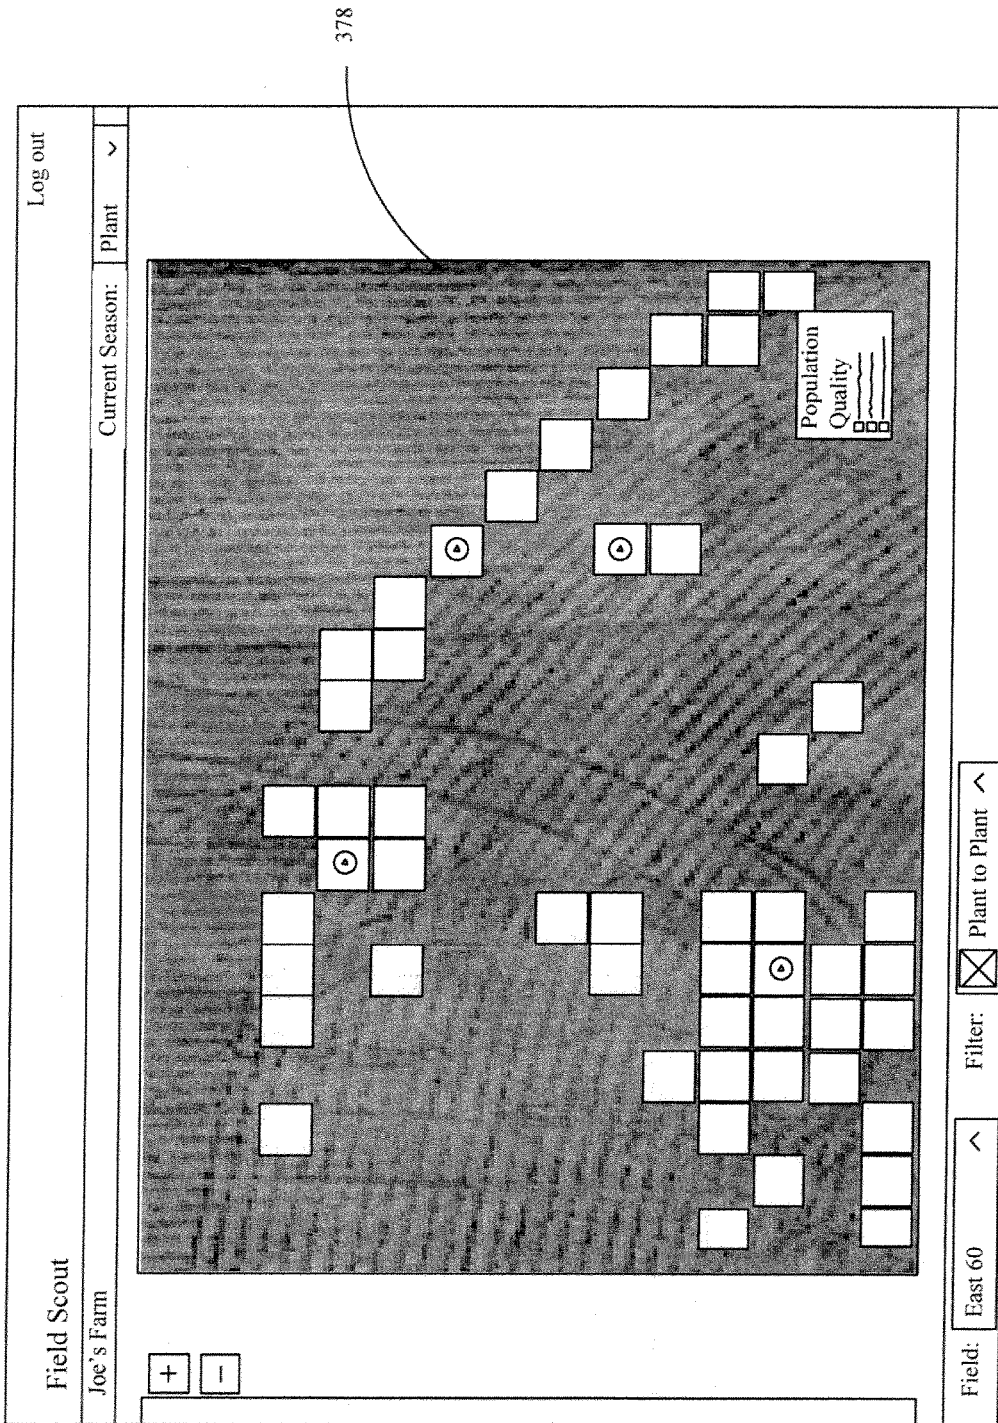 Field Scout
Log out
Joe's Farm
Current Season:
Plant
378
+
−
Population
Quality
Field:
East 60
Filter:
Plant to Plant